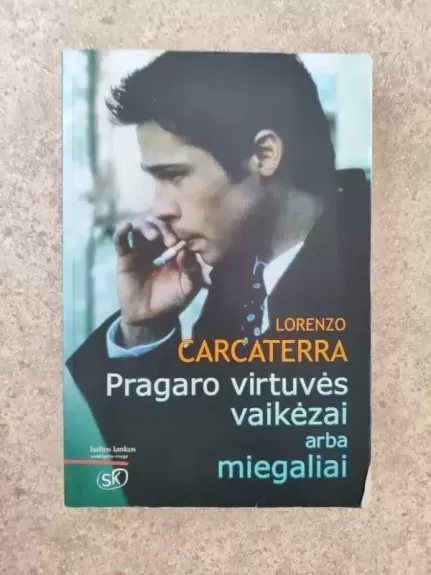 LORENZO
CARCATERRA
Pragaro virtuvės
vaikėzai
arba
miegaliai
baltos lankos
SK